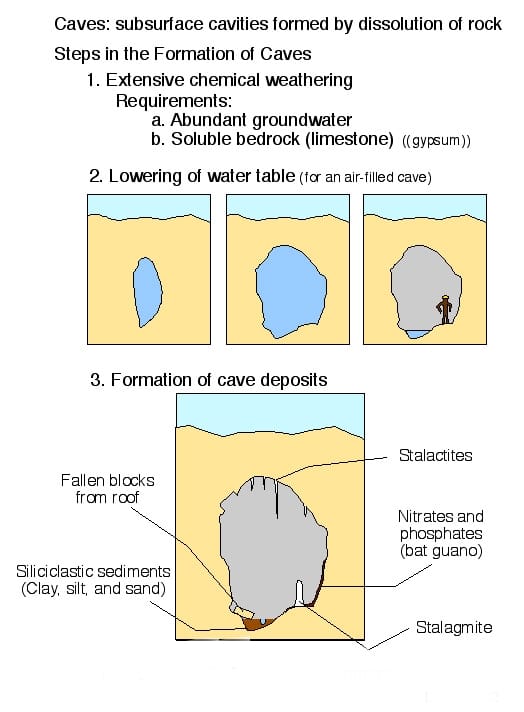 Caves: subsurface cavities formed by dissolution of rock
Steps in the Formation of Caves
1. Extensive chemical weathering
Requirements:
a. Abundant groundwater
b. Soluble bedrock (limestone) ((gypsum))
2. Lowering of water table (for an air-filled cave)
3. Formation of cave deposits
Stalactites
Fallen blocks
from roof
Nitrates and
phosphates
(bat guano)
Siliciclastic sediments
(Clay, silt, and sand)
Stalagmite